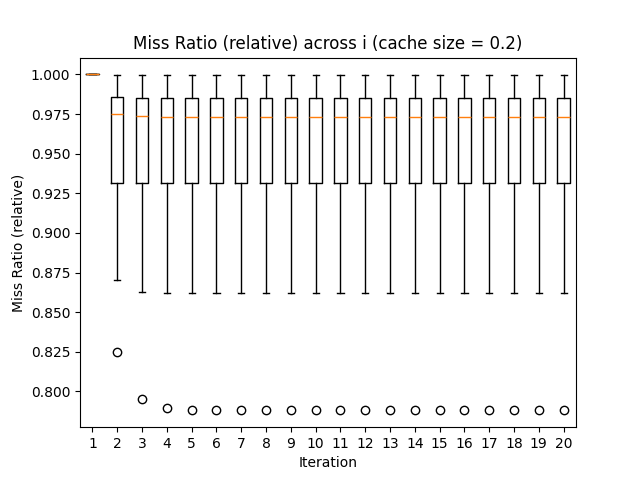 Miss Ratio (relative) across i (cache size = 0.2)
Miss Ratio (relative)
1.000
0.975
0.950
0.925
0.900
0.875
0.850
0.825
0.800
1 2 3 4 5 6 7 8 9 10 11 12 13 14 15 16 17 18 19 20
Iteration